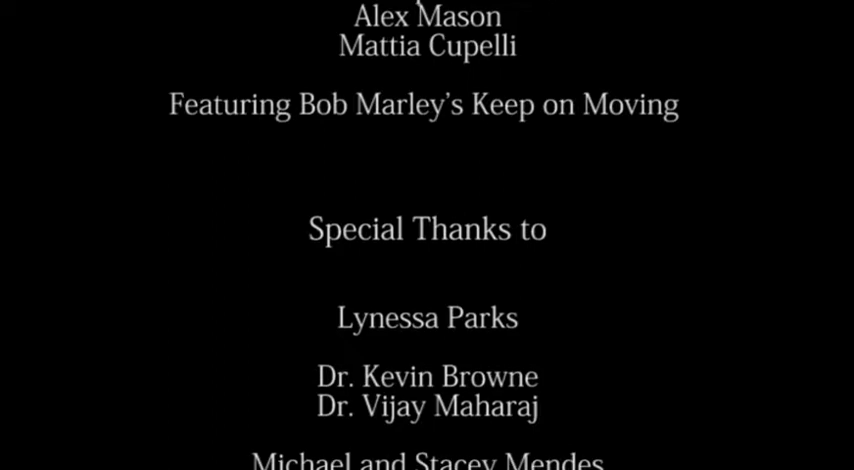 Alex Mason
Mattia Cupelli
Featuring Bob Marley's Keep on Moving
Special Thanks to
Lynessa Parks
Dr. Kevin Browne
Dr. Vijay Maharaj
Michael and Stacey Mendes